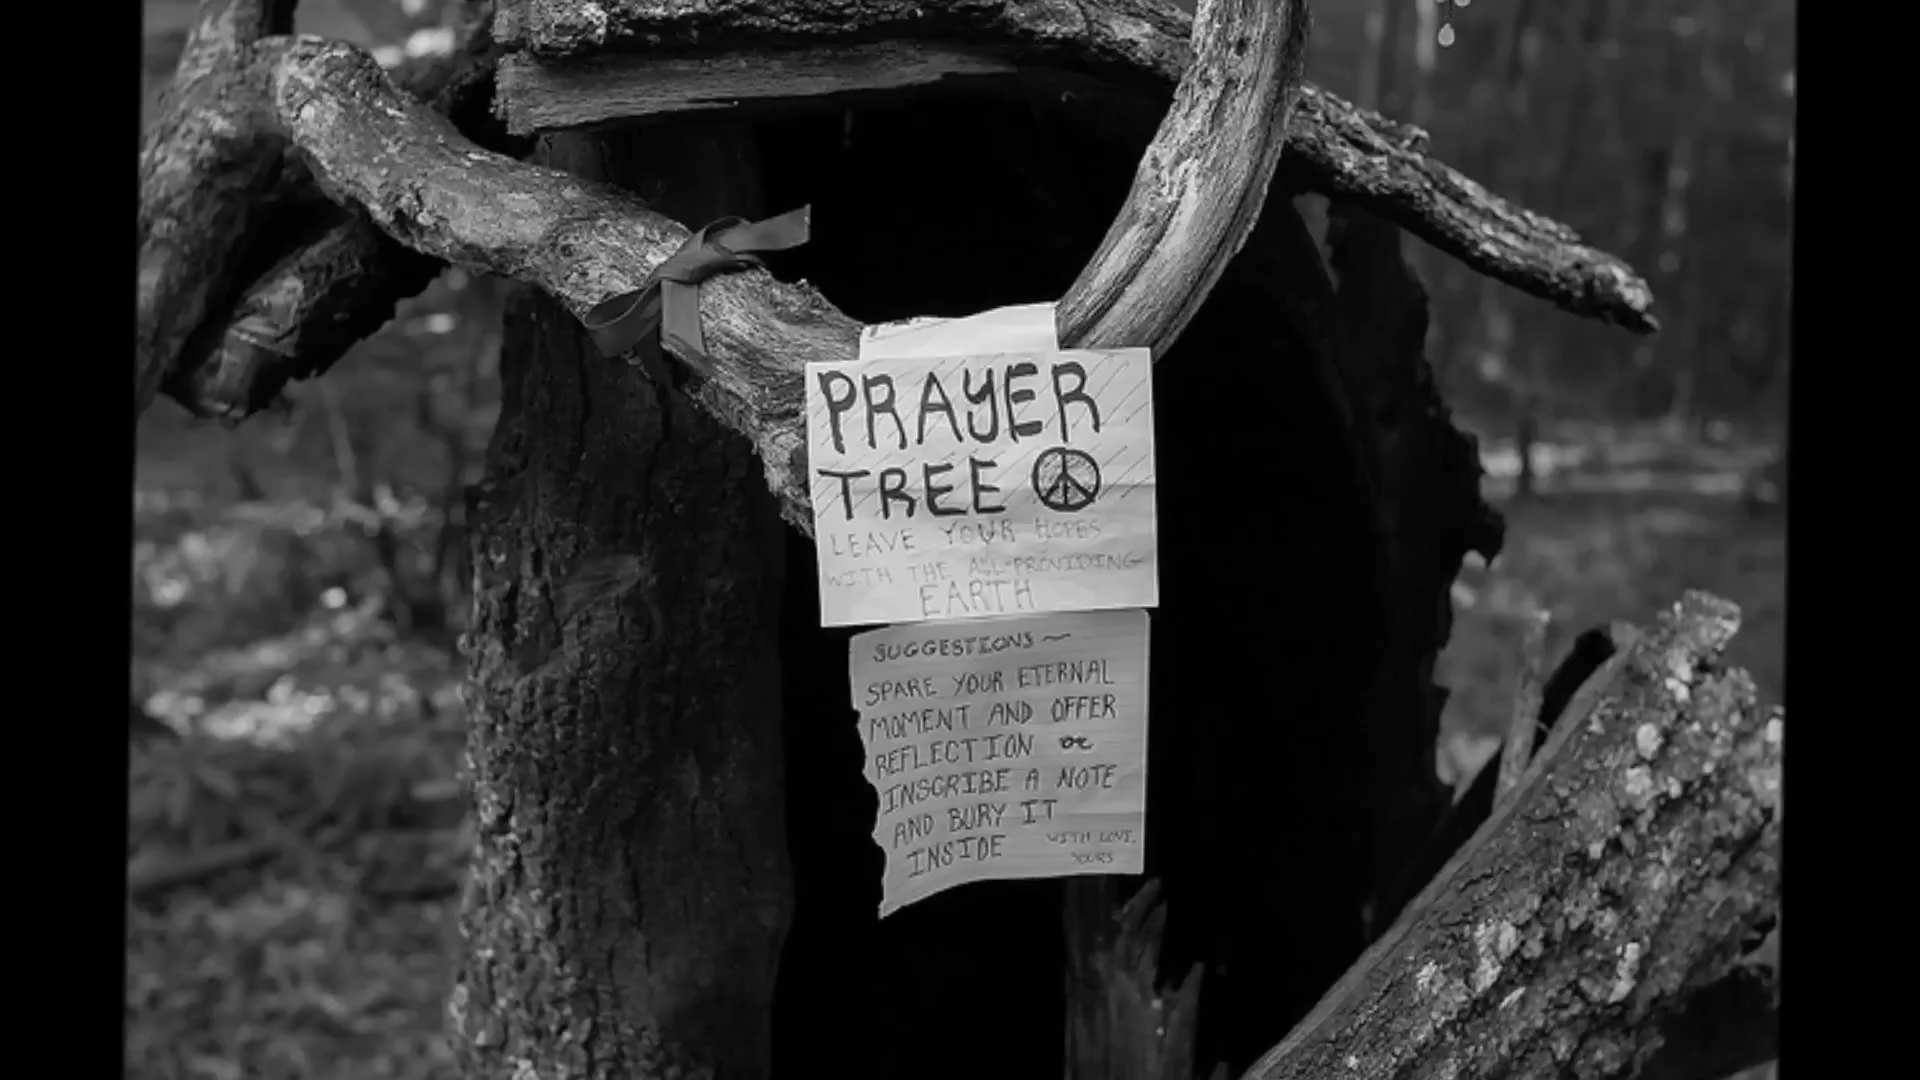 PRAYER
TREE
LEAVE YOUR HOPES
WITH THE ALL-PROVIDING
EARTH
SUGGESTIONS ~
SPARE YOUR ETERNAL
MOMENT AND OFFER
REFLECTION or
INSCRIBE A NOTE
AND BURY IT
INSIDE
WITH LOVE,
YOURS